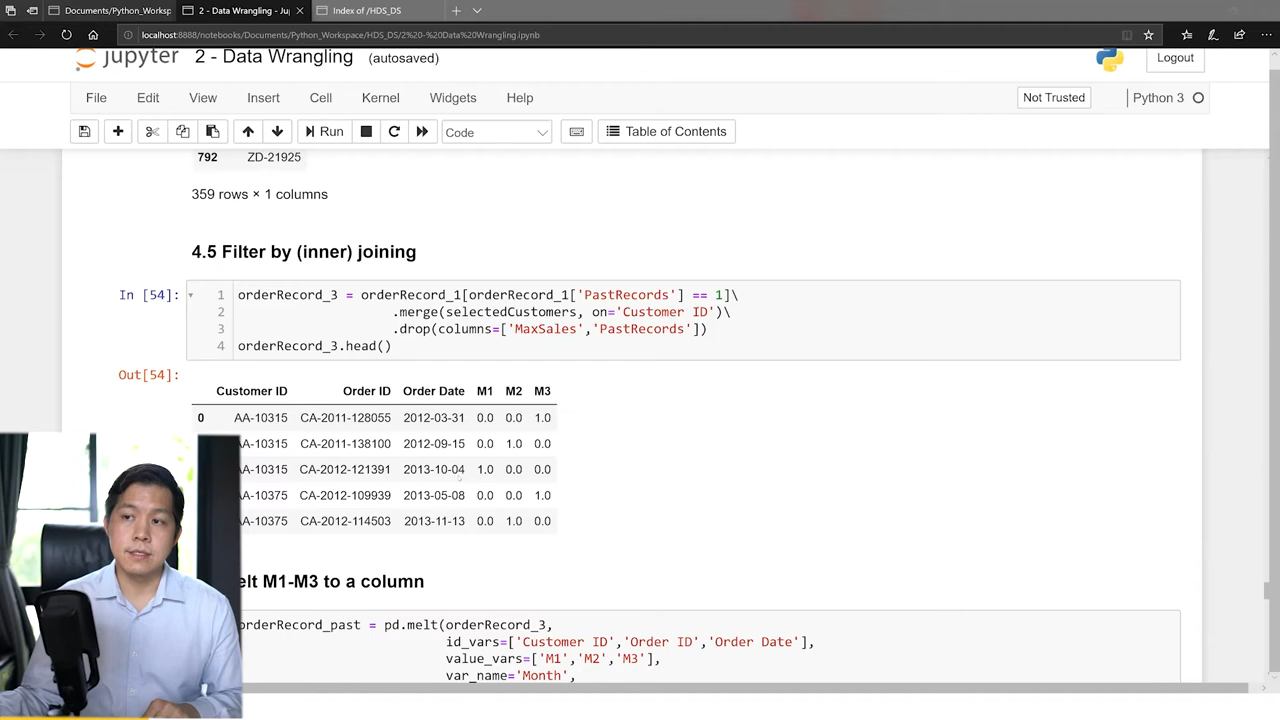 Documents/Python_Worksp
2 - Data Wrangling - Ju
Index of /HDS_DS
localhost:8888/notebooks/Documents/Python_Workspace/HDS_DS/2%20-%20Data%20Wrangling.ipynb
jupyter 2 - Data Wrangling (autosaved)
Logout
File Edit View Insert Cell Kernel Widgets Help
Not Trusted
Python 3
Run
Code
Table of Contents
792 ZD-21925
359 rows × 1 columns
4.5 Filter by (inner) joining
In [54]:
1 orderRecord_3 = orderRecord_1[orderRecord_1['PastRecords'] == 1]\
2 .merge(selectedCustomers, on='Customer ID')\
3 .drop(columns=['MaxSales','PastRecords'])
4 orderRecord_3.head()
Out[54]:
Customer ID Order ID Order Date M1 M2 M3
0 AA-10315 CA-2011-128055 2012-03-31 0.0 0.0 1.0
AA-10315 CA-2011-138100 2012-09-15 0.0 1.0 0.0
AA-10315 CA-2012-121391 2013-10-04 1.0 0.0 0.0
AA-10375 CA-2012-109939 2013-05-08 0.0 0.0 1.0
AA-10375 CA-2012-114503 2013-11-13 0.0 1.0 0.0
elt M1-M3 to a column
orderRecord_past = pd.melt(orderRecord_3,
id_vars=['Customer ID','Order ID','Order Date'],
value_vars=['M1','M2','M3'],
var_name='Month',